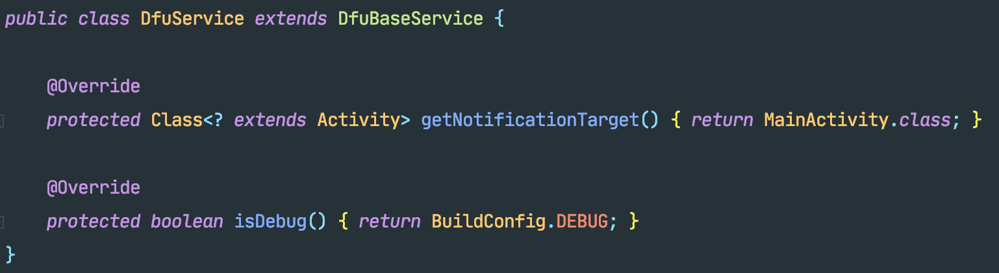 public class DfuService extends DfuBaseService {
@Override
protected Class<? extends Activity> getNotificationTarget() { return MainActivity.class; }
@Override
protected boolean isDebug() { return BuildConfig.DEBUG; }
}